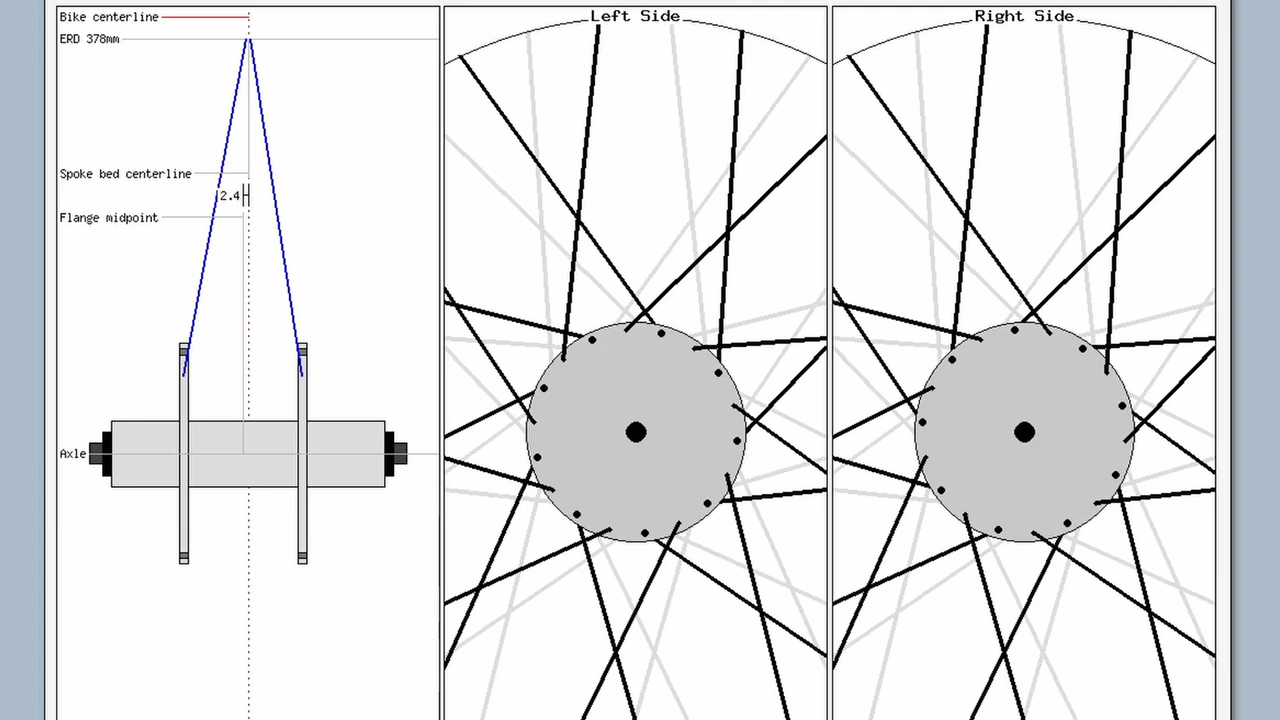 Bike centerline
ERD 378mm
Spoke bed centerline
2.4
Flange midpoint
Axle
Left Side
Right Side